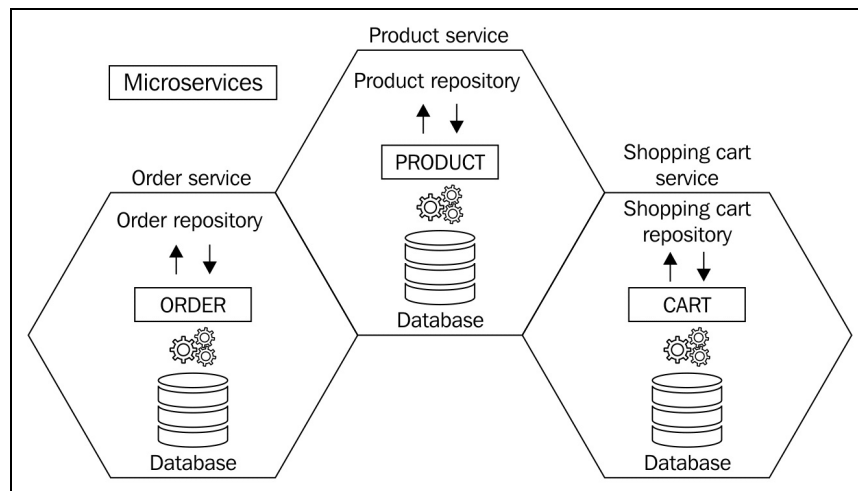 Product service
Microservices
Product repository
PRODUCT
Database
Order service
Order repository
ORDER
Database
Shopping cart
service
Shopping cart
repository
CART
Database